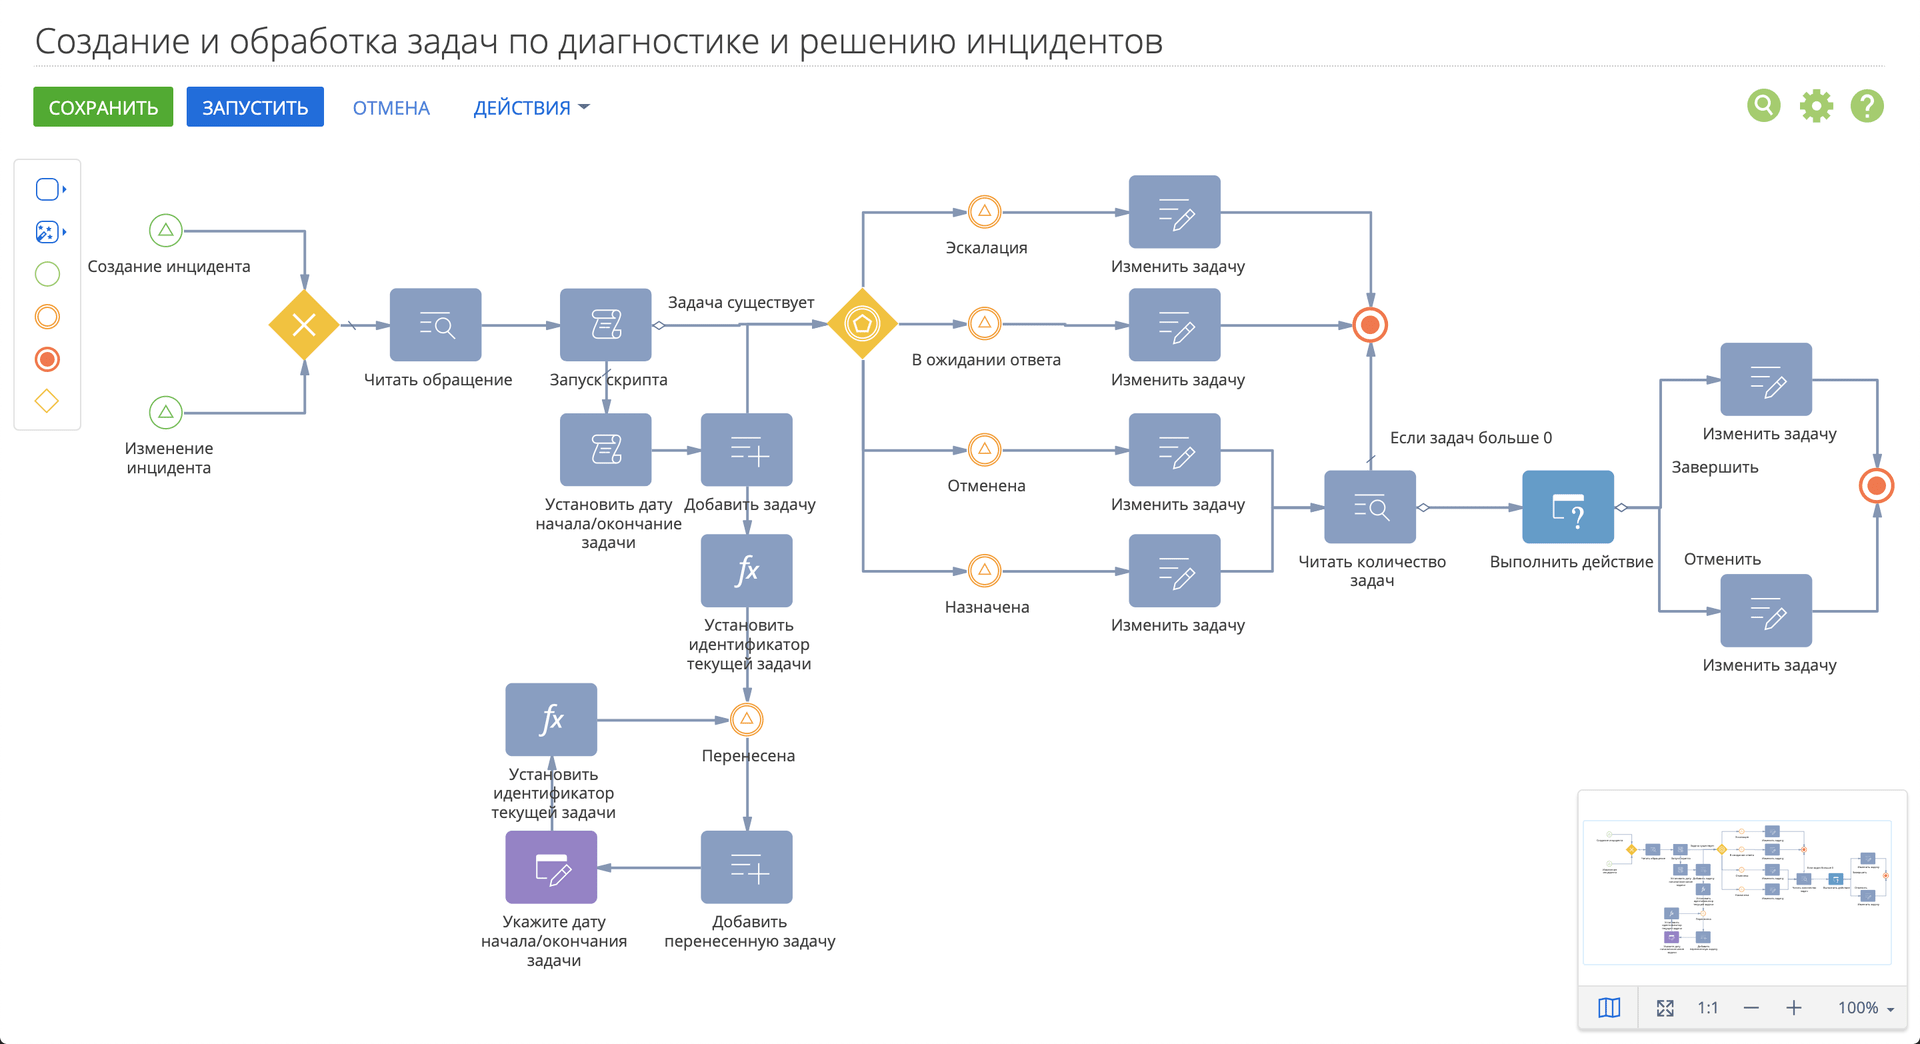 Создание и обработка задач по диагностике и решению инцидентов
СОХРАНИТЬ
ЗАПУСТИТЬ
ОТМЕНА
ДЕЙСТВИЯ
?
Создание инцидента
Изменение
инцидента
Читать обращение
Запуск скрипта
Задача существует
Установить дату
начала/окончание
задачи
Добавить задачу
fx
Установить
идентификатор
текущей задачи
fx
Установить
идентификатор
текущей задачи
Перенесена
Укажите дату
начала/окончания
задачи
Добавить
перенесенную задачу
Эскалация
Изменить задачу
В ожидании ответа
Изменить задачу
Отменена
Изменить задачу
Назначена
Изменить задачу
Если задач больше 0
Читать количество
задач
?
Выполнить действие
Завершить
Изменить задачу
Отменить
Изменить задачу
1:1
100%